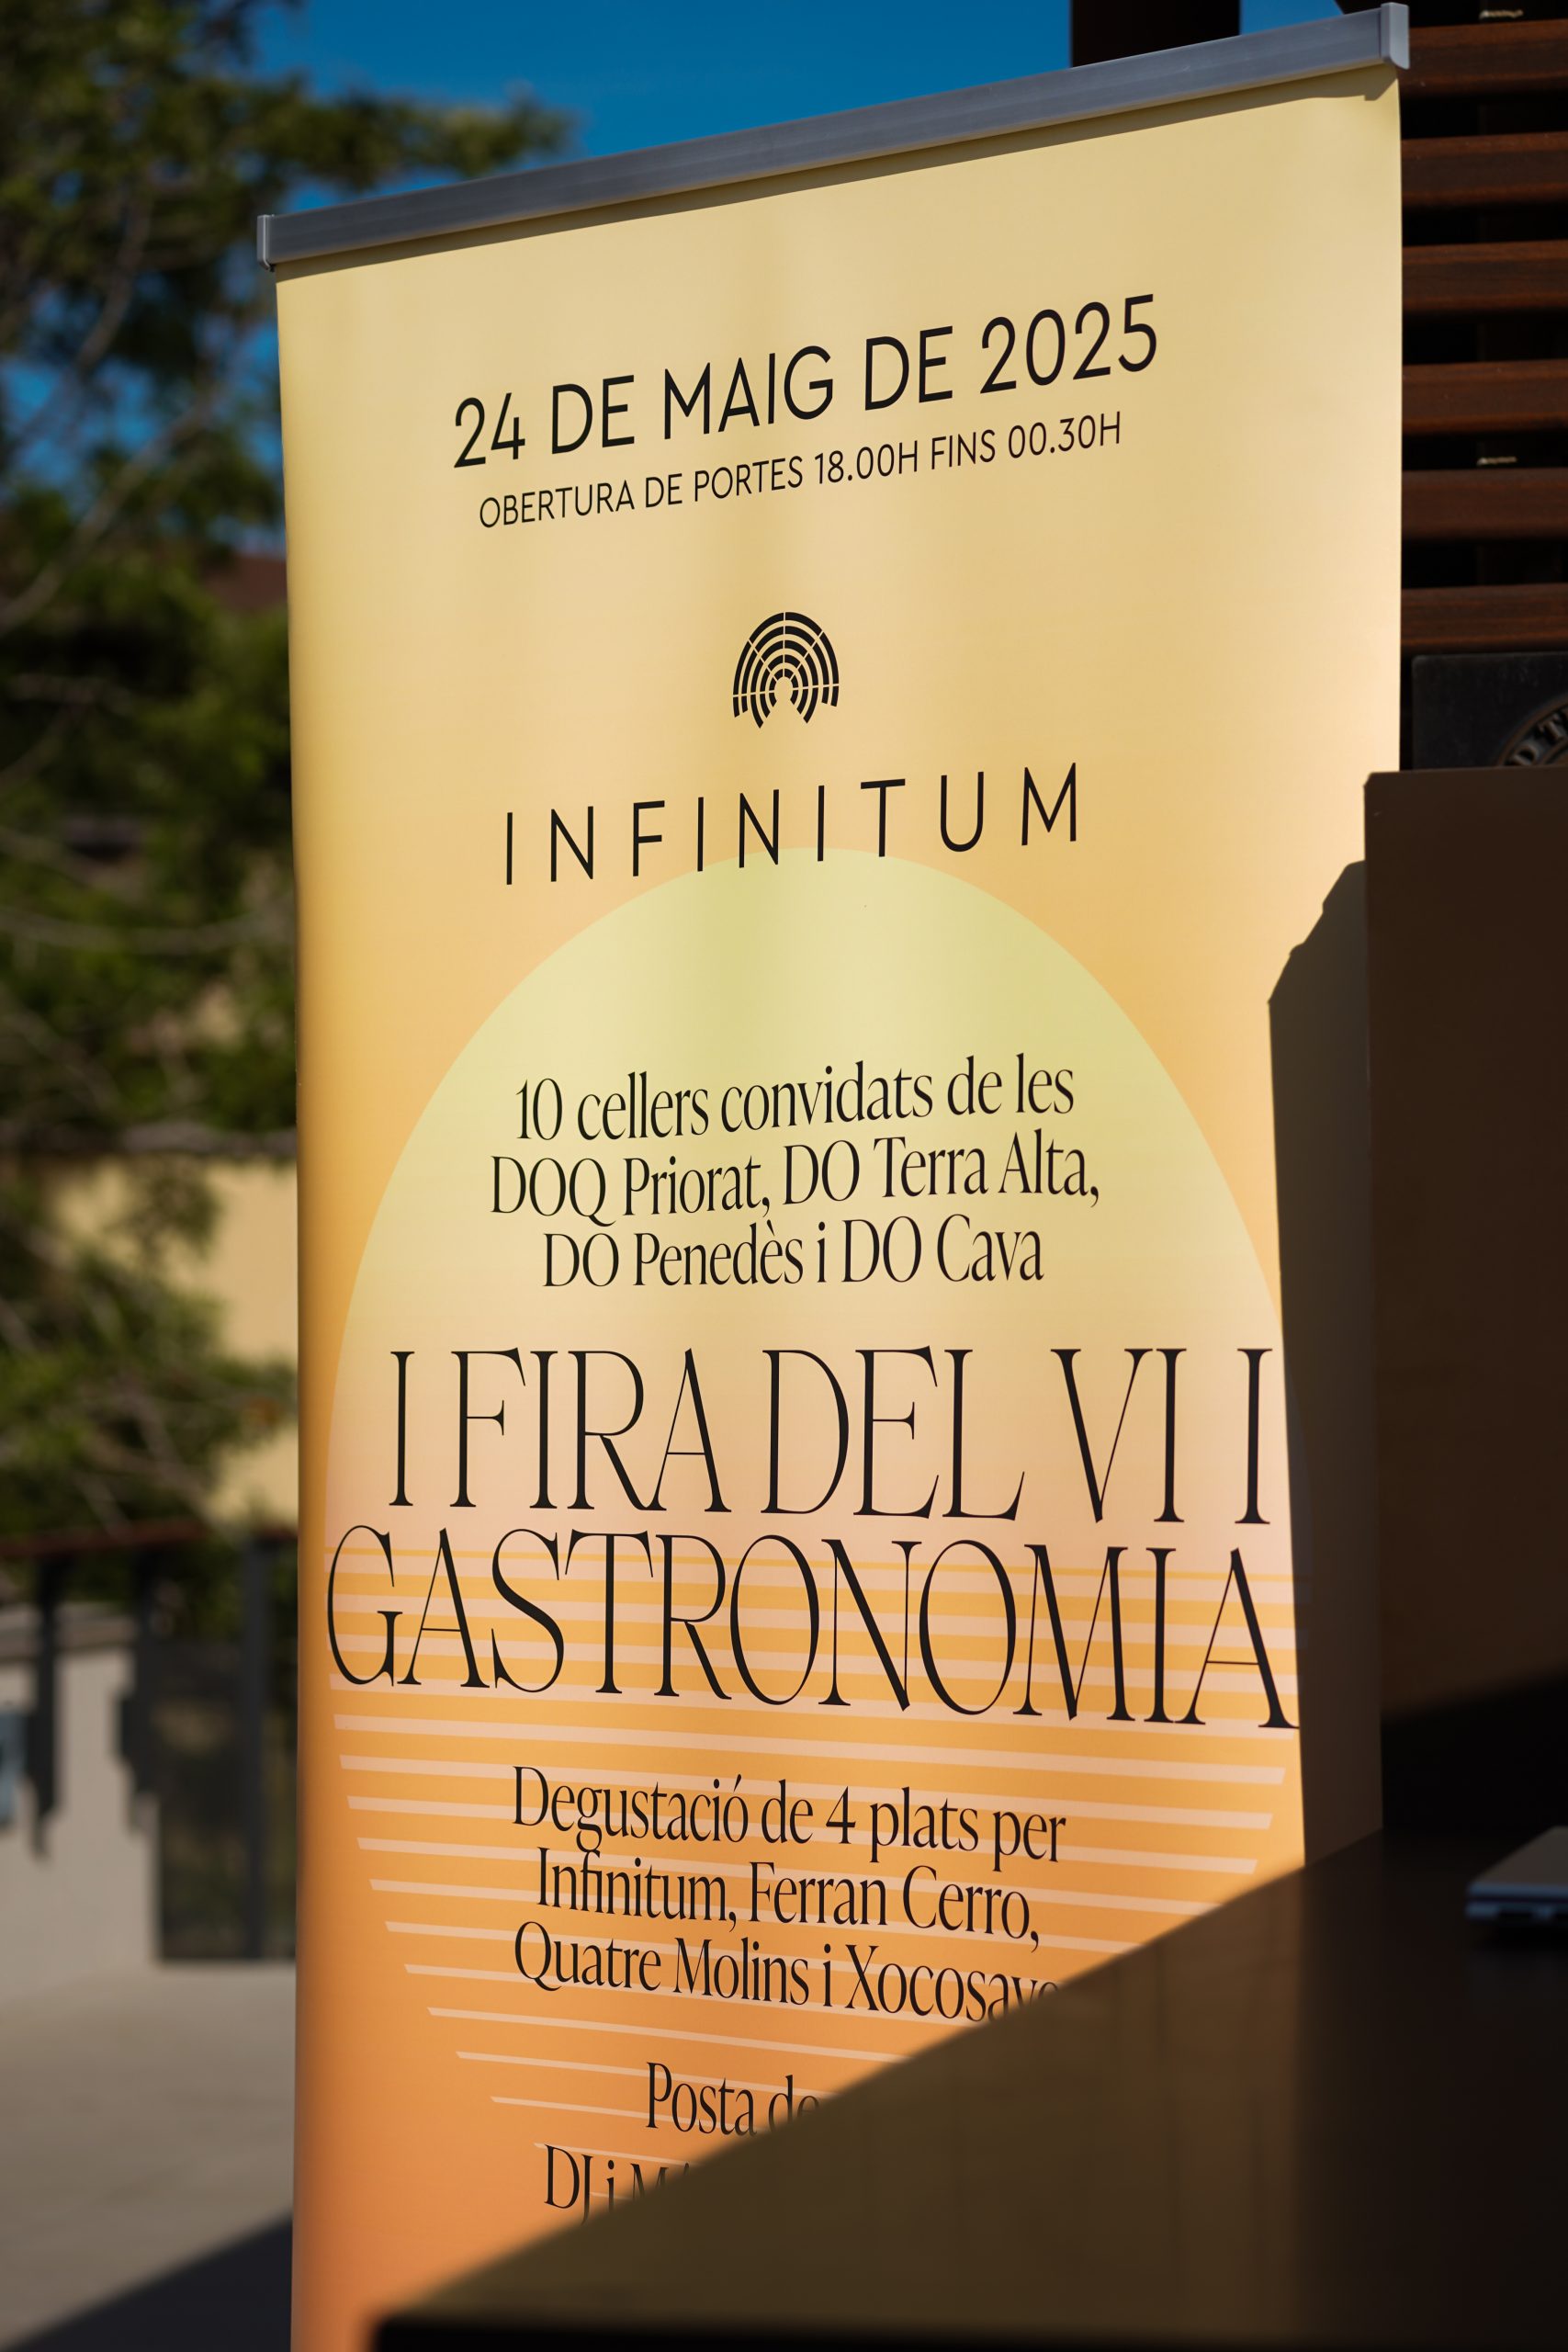 24 DE MAIG DE 2025
OBERTURA DE PORTES 18.00H FINS 00.30H
INFINITUM
10 cellers convidats de les
DOQ Priorat, DO Terra Alta,
DO Penedès i DO Cava
I FIRA DEL VI I
GASTRONOMIA
Degustació de 4 plats per
Infinitum, Ferran Cerro,
Quatre Molins i
Posta de
DJ i